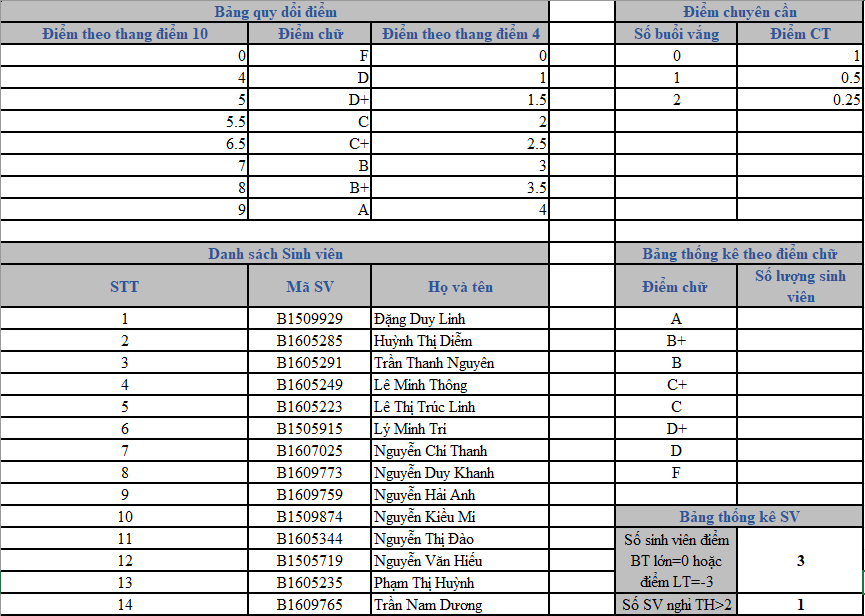 Bảng quy đổi điểm Điểm chuyên cần
Điểm theo thang điểm 10 Điểm chữ Điểm theo thang điểm 4 Số buổi vắng Điểm CT
0 F 0 0 1
4 D 1 1 0.5
5 D+ 1.5 2 0.25
5.5 C 2
6.5 C+ 2.5
7 B 3
8 B+ 3.5
9 A 4
Danh sách Sinh viên Bảng thống kê theo điểm chữ
STT Mã SV Họ và tên Điểm chữ Số lượng sinh
viên
1 B1509929 Đặng Duy Linh A
2 B1605285 Huỳnh Thị Diễm B+
3 B1605291 Trần Thanh Nguyên B
4 B1605249 Lê Minh Thông C+
5 B1605223 Lê Thị Trúc Linh C
6 B1505915 Lý Minh Trí D+
7 B1607025 Nguyễn Chí Thanh D
8 B1609773 Nguyễn Duy Khanh F
9 B1609759 Nguyễn Hải Anh
10 B1509874 Nguyễn Kiều Mi Bảng thống kê SV
11 B1605344 Nguyễn Thị Đào Số sinh viên điểm
12 B1505719 Nguyễn Văn Hiếu BT lớn=0 hoặc 3
13 B1605235 Phạm Thị Huỳnh điểm LT=-3
14 B1609765 Trần Nam Dương Số SV nghỉ TH>2 1